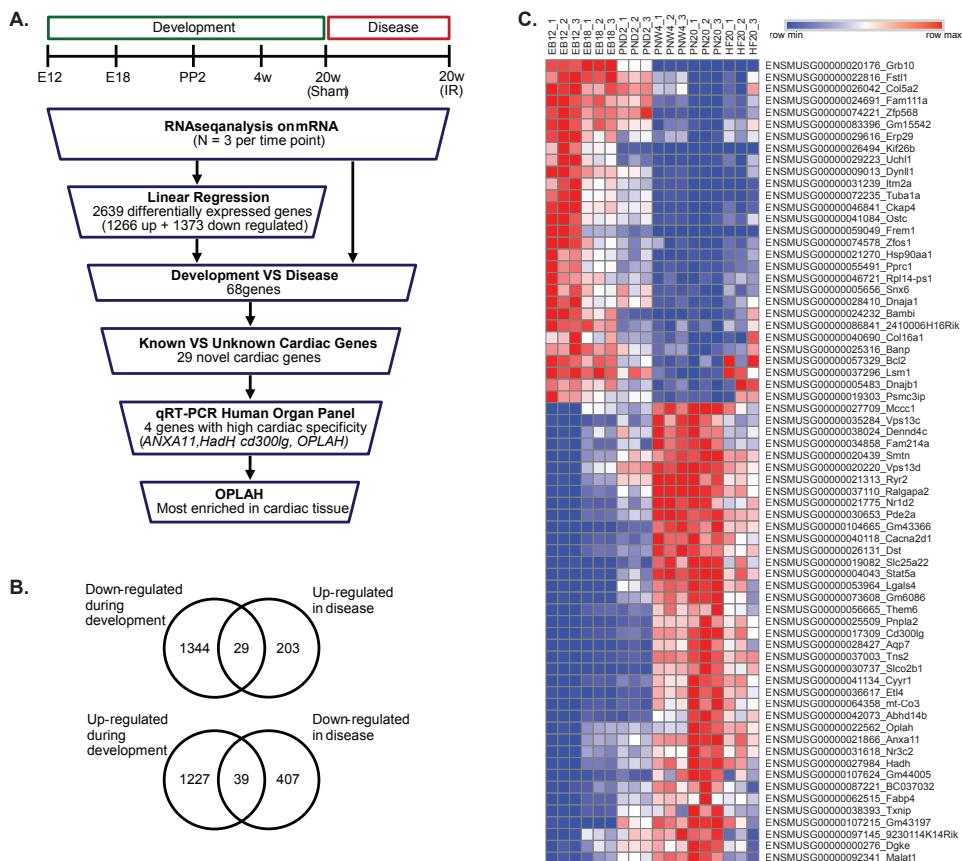 A.
Development
Disease
E12
E18
PP2
4w
20w
(Sham)
20w
(IR)
RNAseqanalysis onmRNA
(N = 3 per time point)
Linear Regression
2639 differentially expressed genes
(1266 up + 1373 down regulated)
Development VS Disease
68genes
Known VS Unknown Cardiac Genes
29 novel cardiac genes
qRT-PCR Human Organ Panel
4 genes with high cardiac specificity
(ANXA11,HadH, cd300lg, OPLAH)
OPLAH
Most enriched in cardiac tissue
B.
Down-regulated
during
development
Up-regulated
in disease
1344
29
203
Up-regulated
during
development
Down-regulated
in disease
1227
39
407
C.
EB12_1
EB12_2
EB12_3
EB18_1
EB18_2
EB18_3
PND2_1
PND2_2
PND2_3
PNW4_1
PNW4_2
PNW4_3
PN20_1
PN20_2
PN20_3
HF20_1
HF20_2
HF20_3
row min
row max
ENSMUSG00000020176_Grb10
ENSMUSG00000022816_Fstl1
ENSMUSG00000026042_Col5a2
ENSMUSG00000024691_Fam111a
ENSMUSG00000074221_Zfp568
ENSMUSG00000083396_Gm15542
ENSMUSG00000029616_Erp29
ENSMUSG00000026494_Kif26b
ENSMUSG00000029223_Uchl1
ENSMUSG00000009013_Dynll1
ENSMUSG00000031239_Itm2a
ENSMUSG00000072235_Tuba1a
ENSMUSG00000046841_Ckap4
ENSMUSG00000041084_Ostc
ENSMUSG00000059049_Frem1
ENSMUSG00000074578_Zfos1
ENSMUSG00000021270_Hsp90aa1
ENSMUSG00000055491_Pprc1
ENSMUSG00000046721_Rpl14-ps1
ENSMUSG00000005656_Snx6
ENSMUSG00000028410_Dnaja1
ENSMUSG00000024232_Bambi
ENSMUSG00000086841_2410006H16Rik
ENSMUSG00000040690_Col16a1
ENSMUSG00000025316_Banp
ENSMUSG00000057329_Bcl2
ENSMUSG00000037296_Lsm1
ENSMUSG00000005483_Dnajb1
ENSMUSG00000019303_Psmc3ip
ENSMUSG00000027709_Mccc1
ENSMUSG00000035284_Vps13c
ENSMUSG00000038024_Dennd4c
ENSMUSG00000034858_Fam214a
ENSMUSG00000020439_Smtn
ENSMUSG00000020220_Vps13d
ENSMUSG00000021313_Ryr2
ENSMUSG00000037110_Ralgapa2
ENSMUSG00000021775_Nr1d2
ENSMUSG00000030653_Pde2a
ENSMUSG00000104665_Gm43366
ENSMUSG00000040118_Cacna2d1
ENSMUSG00000026131_Dst
ENSMUSG00000019082_Slc25a22
ENSMUSG00000004043_Stat5a
ENSMUSG00000053964_Lgals4
ENSMUSG00000073608_Gm6086
ENSMUSG00000056665_Them6
ENSMUSG00000025509_Pnpla2
ENSMUSG00000017309_Cd300lg
ENSMUSG00000028427_Aqp7
ENSMUSG00000037003_Tns2
ENSMUSG00000030737_Slco2b1
ENSMUSG00000041134_Cyyr1
ENSMUSG00000036617_Etl4
ENSMUSG00000064358_mt-Co3
ENSMUSG00000042073_Abhd14b
ENSMUSG00000022562_Oplah
ENSMUSG00000021866_Anxa11
ENSMUSG00000031618_Nr3c2
ENSMUSG00000027984_Hadh
ENSMUSG00000107624_Gm44005
ENSMUSG00000087221_BC037032
ENSMUSG00000062515_Fabp4
ENSMUSG00000038393_Txnip
ENSMUSG00000107215_Gm43197
ENSMUSG00000097145_9230114K14Rik
ENSMUSG00000000276_Dgke
ENSMUSG00000092341_Malat1